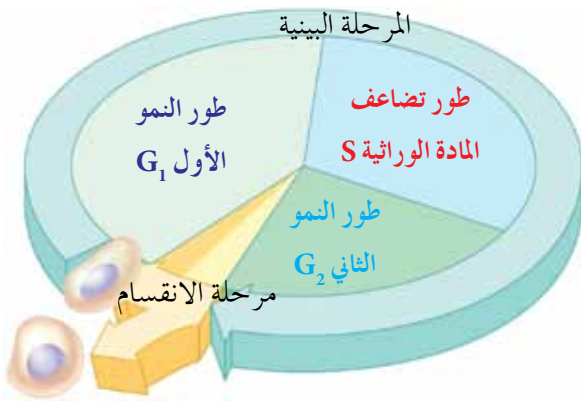 المرحلة البينية
طور تضاعف
المادة الوراثية S
طور النمو
الأول G₁
طور النمو
الثاني G₂
مرحلة الانقسام